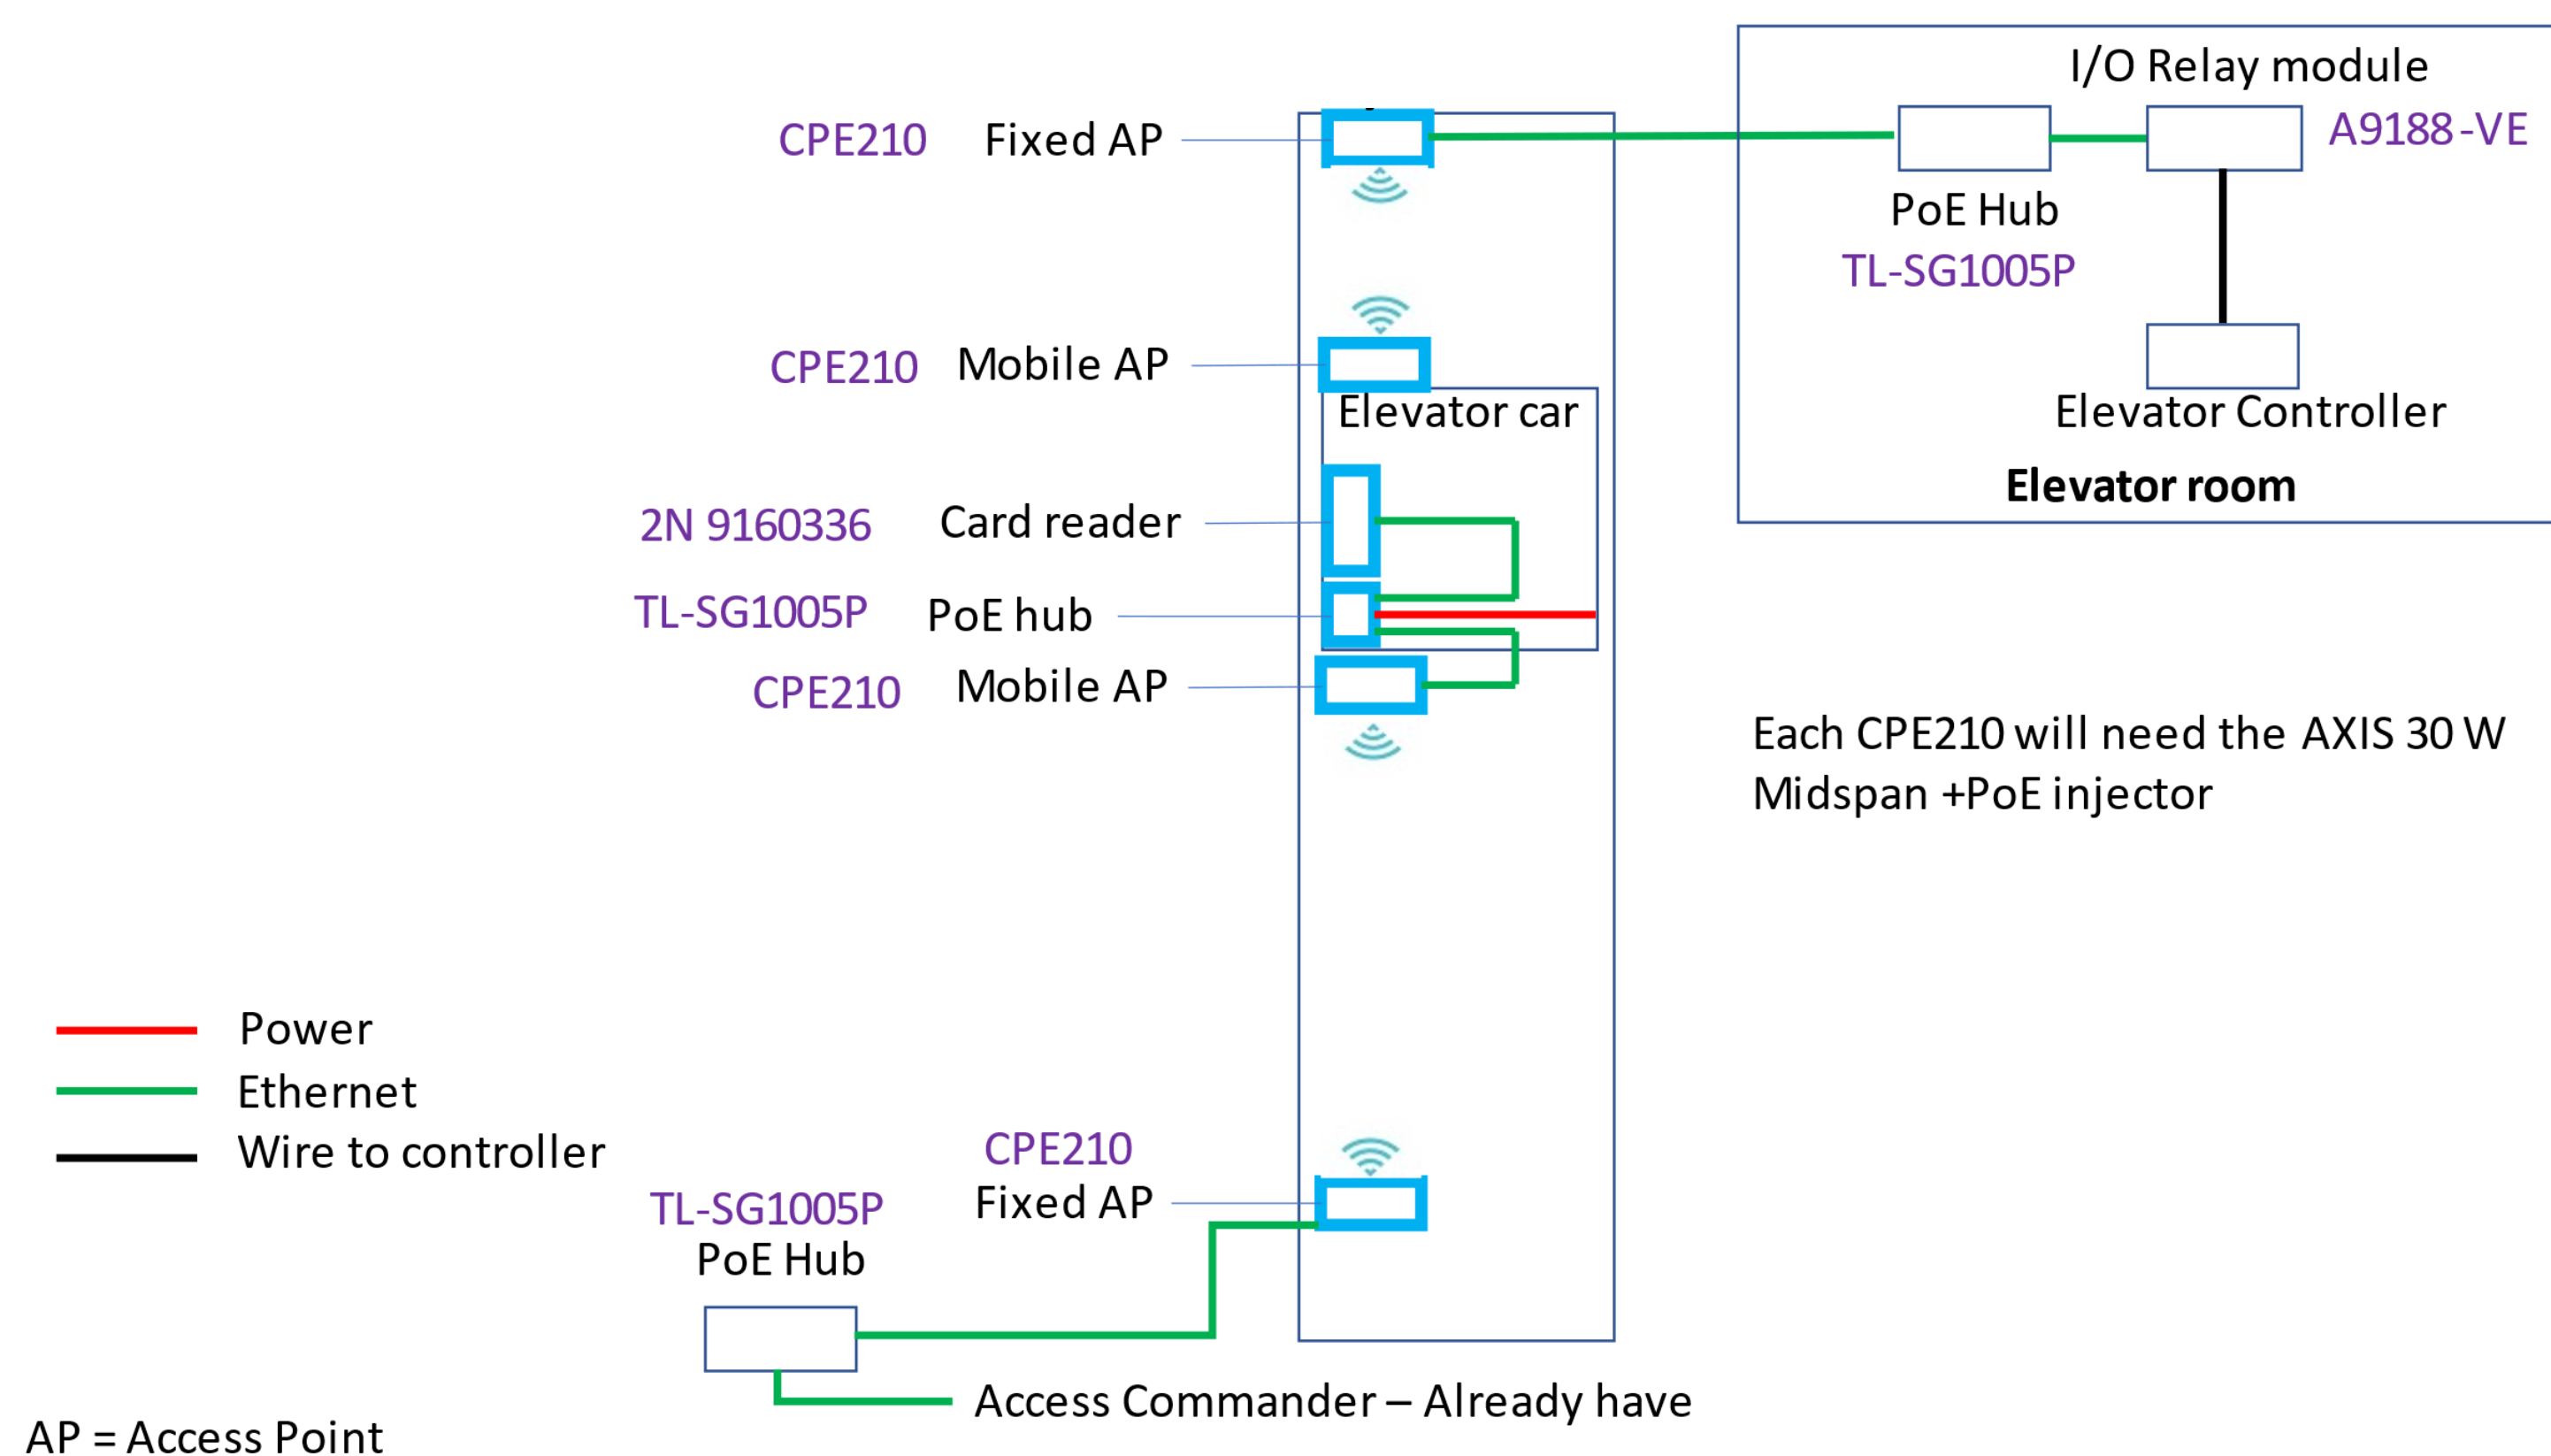 I/O Relay module
CPE210 Fixed AP
A9188-VE
PoE Hub
TL-SG1005P
CPE210 Mobile AP
Elevator car
Elevator Controller
Elevator room
2N 9160336 Card reader
TL-SG1005P PoE hub
CPE210 Mobile AP
Each CPE210 will need the AXIS 30 W
Midspan +PoE injector
Power
Ethernet
Wire to controller
CPE210
Fixed AP
TL-SG1005P
PoE Hub
Access Commander – Already have
AP = Access Point